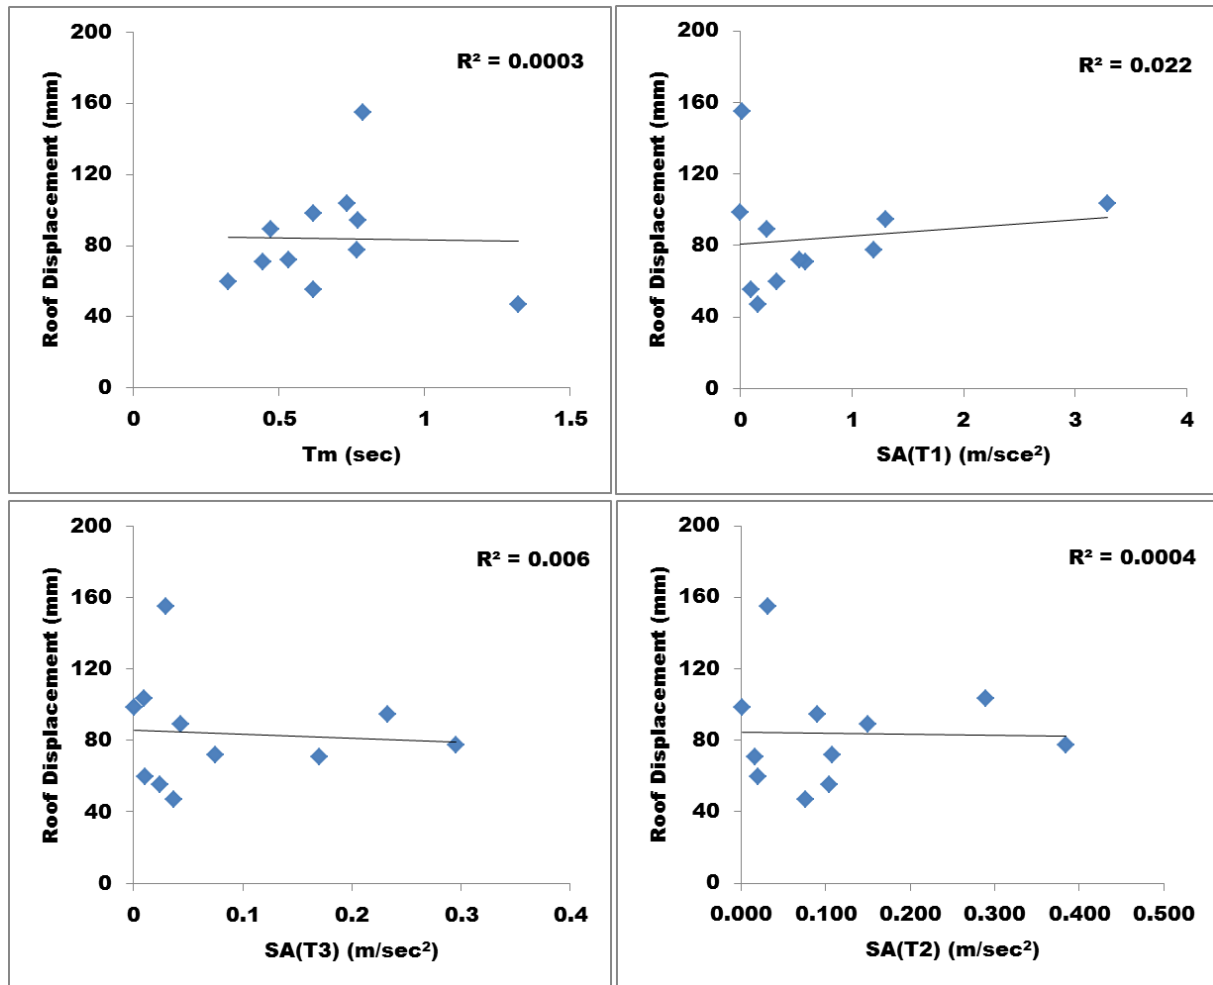 200
160
120
80
40
0
Roof Displacement (mm)
R² = 0.0003
0 0.5 1 1.5
Tm (sec)
200
160
120
80
40
0
Roof Displacement (mm)
R² = 0.022
0 1 2 3 4
SA(T1) (m/sce²)
200
160
120
80
40
0
Roof Displacement (mm)
R² = 0.006
0 0.1 0.2 0.3 0.4
SA(T3) (m/sec²)
200
160
120
80
40
0
Roof Displacement (mm)
R² = 0.0004
0.000 0.100 0.200 0.300 0.400 0.500
SA(T2) (m/sec²)